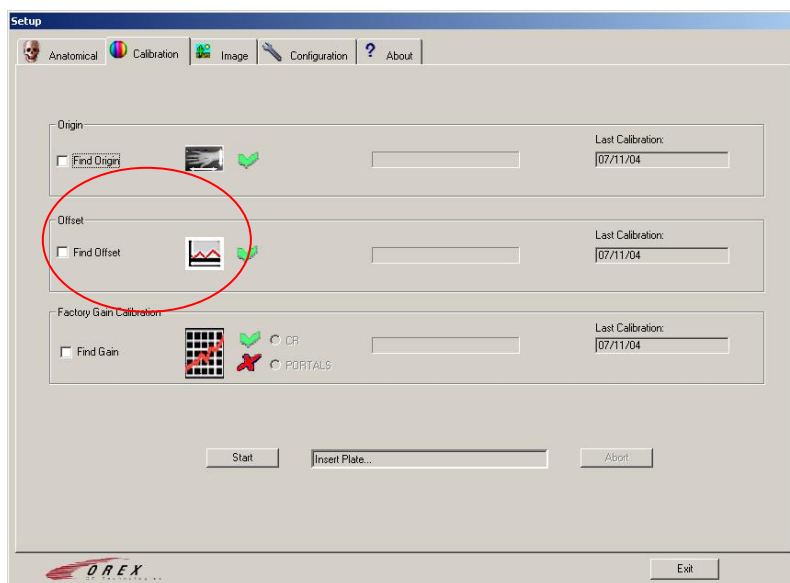 Setup
Anatomical Calibration Image Configuration ? About
Origin
Last Calibration:
Find Origin
07/11/04
Offset
Last Calibration:
Find Offset
07/11/04
Factory Gain Calibration
Last Calibration:
CR
07/11/04
Find Gain
PORTALS
Start Insert Plate... Abort
OREX
Exit